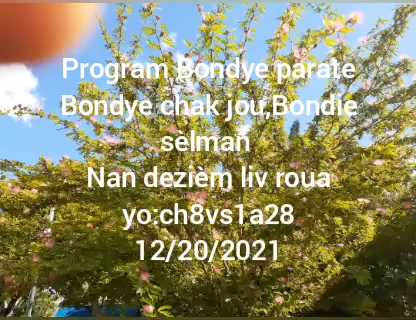 Program Bondye parate
Bondye chak jou,Bondie
selman
Nan dezièm liv roua
yo:ch8vs1a28
12/20/2021